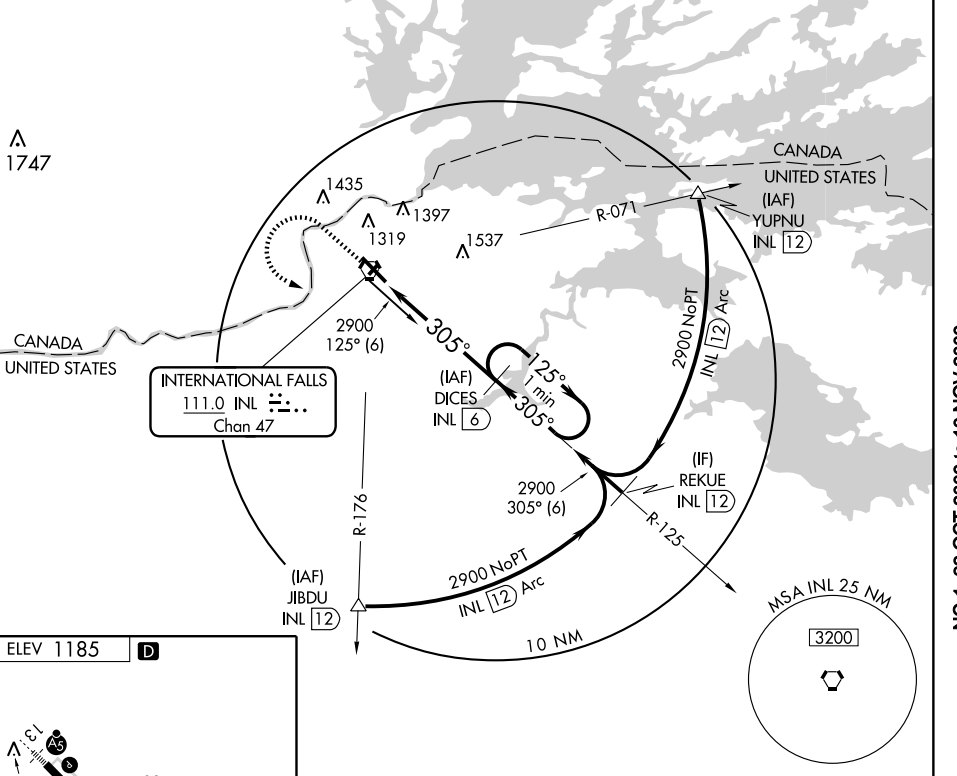 1747
1435
1397
1319
1537
CANADA
UNITED STATES
R-071
(IAF)
YUPNU
INL 12
2900 NoPT
INL 12 Arc
CANADA
UNITED STATES
2900
125° (6)
305°
(IAF)
DICES
INL 6
125°
1 min
305°
INTERNATIONAL FALLS
111.0 INL
Chan 47
(IF)
REKUE
INL 12
2900
305° (6)
R-125
R-176
(IAF)
JIBDU
INL 12
2900 NoPT
INL 12 Arc
10 NM
MSA INL 25 NM
3200
ELEV 1185 D
13
A5
P